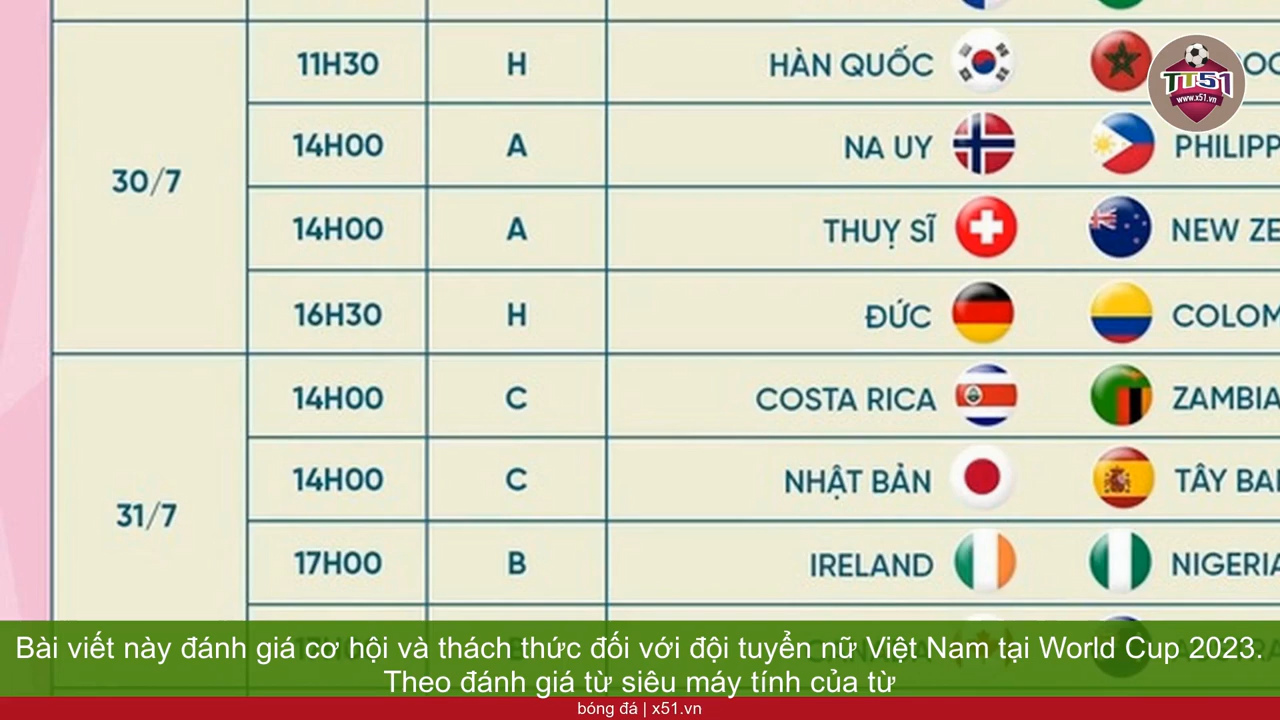 11H30 H HÀN QUỐC
30/7
14H00 A NA UY PHILIPP
14H00 A THUỴ SĨ NEW ZE
16H30 H ĐỨC COLOM
31/7
14H00 C COSTA RICA ZAMBIA
14H00 C NHẬT BẢN TÂY BA
17H00 B IRELAND NIGERIA
TT51
www.x51.vn
Bài viết này đánh giá cơ hội và thách thức đối với đội tuyển nữ Việt Nam tại World Cup 2023.
Theo đánh giá từ siêu máy tính của từ
bóng đá | x51.vn